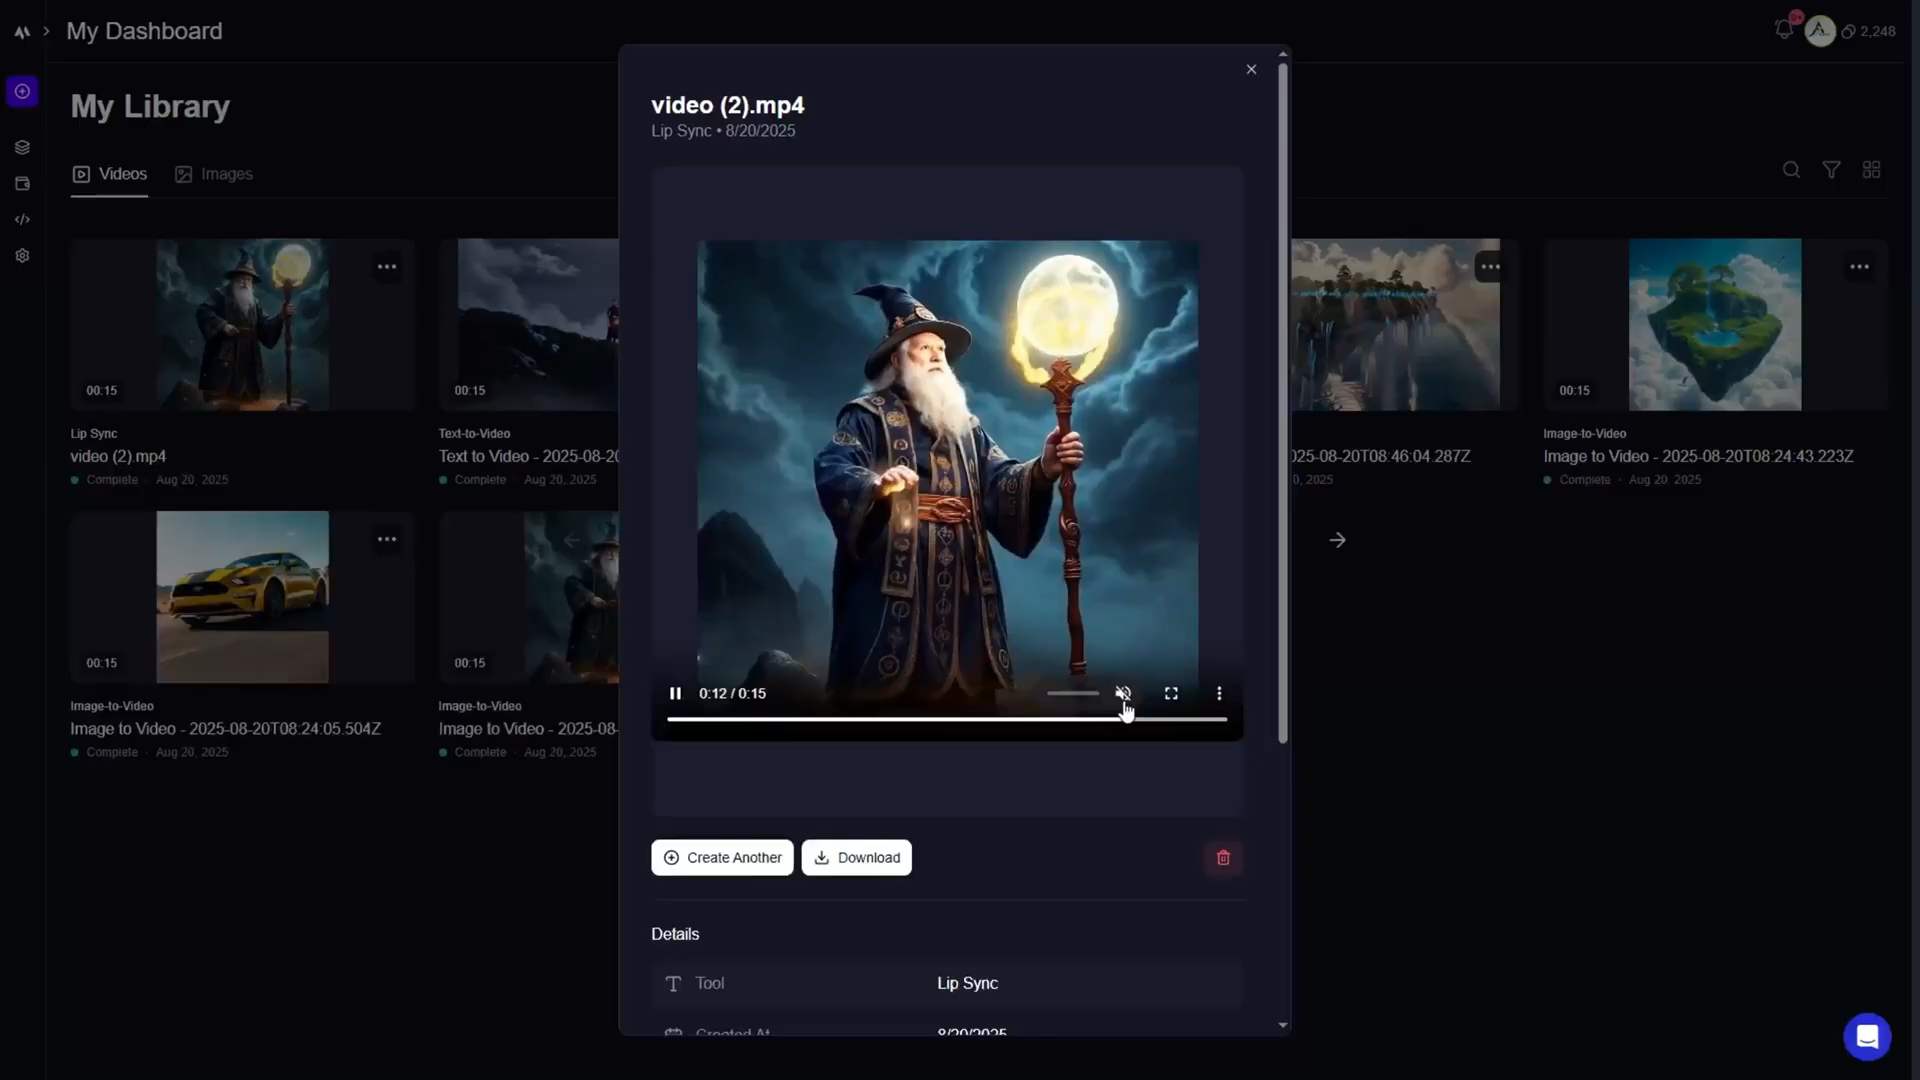 My Dashboard
9+
2,248
My Library
Videos
Images
video (2).mp4
Lip Sync • 8/20/2025
00:15
00:15
00:15
Lip Sync
video (2).mp4
Complete · Aug 20, 2025
Text-to-Video
Text to Video - 2025-08-20
Complete · Aug 20, 2025
25-08-20T08:46:04.287Z
0, 2025
Image-to-Video
Image to Video - 2025-08-20T08:24:43.223Z
Complete · Aug 20, 2025
00:15
00:15
Image-to-Video
Image to Video - 2025-08-20T08:24:05.504Z
Complete · Aug 20, 2025
Image-to-Video
Image to Video - 2025-08-
Complete · Aug 20, 2025
0:12 / 0:15
Create Another
Download
Details
Tool
Lip Sync
Created At
8/20/2025